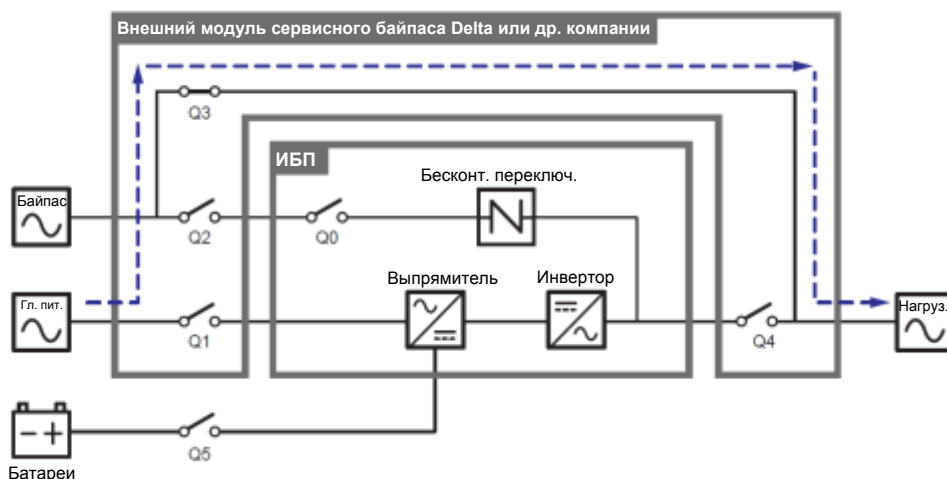 Внешний модуль сервисного байпаса Delta или др. компании
Q3
ИБП
Бесконт. переключ.
Байпас
Q2
Q0
Выпрямитель
Инвертор
Гл. пит.
Нагруз.
Q1
Q4
Q5
Батареи